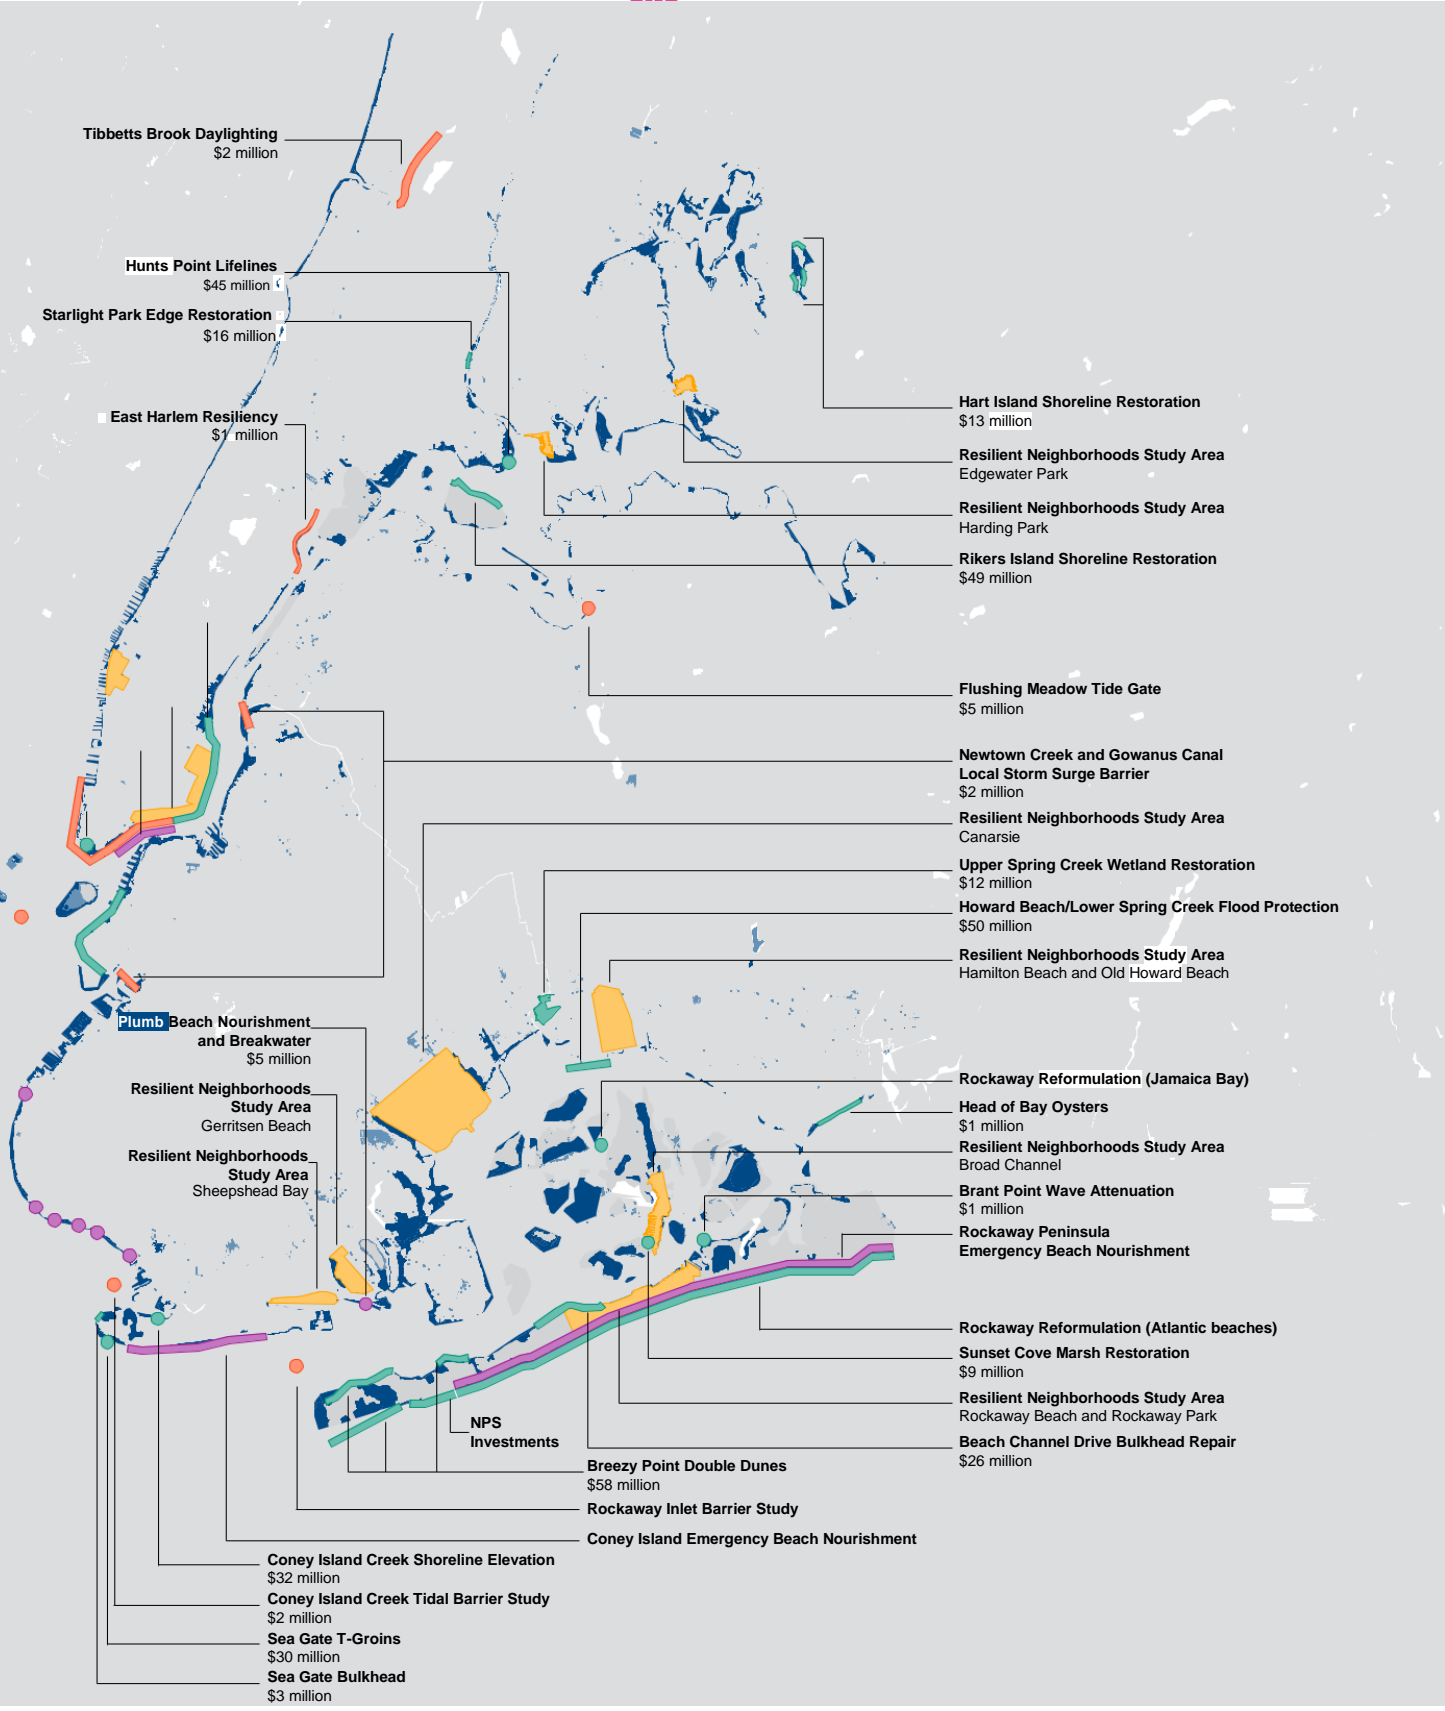 Tibbetts Brook Daylighting
$2 million
Hunts Point Lifelines
$45 million
Starlight Park Edge Restoration
$16 million
East Harlem Resiliency
$1 million
Hart Island Shoreline Restoration
$13 million
Resilient Neighborhoods Study Area
Edgewater Park
Resilient Neighborhoods Study Area
Harding Park
Rikers Island Shoreline Restoration
$49 million
Flushing Meadow Tide Gate
$5 million
Newtown Creek and Gowanus Canal
Local Storm Surge Barrier
$2 million
Resilient Neighborhoods Study Area
Canarsie
Upper Spring Creek Wetland Restoration
$12 million
Howard Beach/Lower Spring Creek Flood Protection
$50 million
Resilient Neighborhoods Study Area
Hamilton Beach and Old Howard Beach
Plumb Beach Nourishment
and Breakwater
$5 million
Resilient Neighborhoods
Study Area
Gerritsen Beach
Resilient Neighborhoods
Study Area
Sheepshead Bay
Rockaway Reformulation (Jamaica Bay)
Head of Bay Oysters
$1 million
Resilient Neighborhoods Study Area
Broad Channel
Brant Point Wave Attenuation
$1 million
Rockaway Peninsula
Emergency Beach Nourishment
Rockaway Reformulation (Atlantic beaches)
Sunset Cove Marsh Restoration
$9 million
Resilient Neighborhoods Study Area
Rockaway Beach and Rockaway Park
Beach Channel Drive Bulkhead Repair
$26 million
NPS
Investments
Breezy Point Double Dunes
$58 million
Rockaway Inlet Barrier Study
Coney Island Emergency Beach Nourishment
Coney Island Creek Shoreline Elevation
$32 million
Coney Island Creek Tidal Barrier Study
$2 million
Sea Gate T-Groins
$30 million
Sea Gate Bulkhead
$3 million